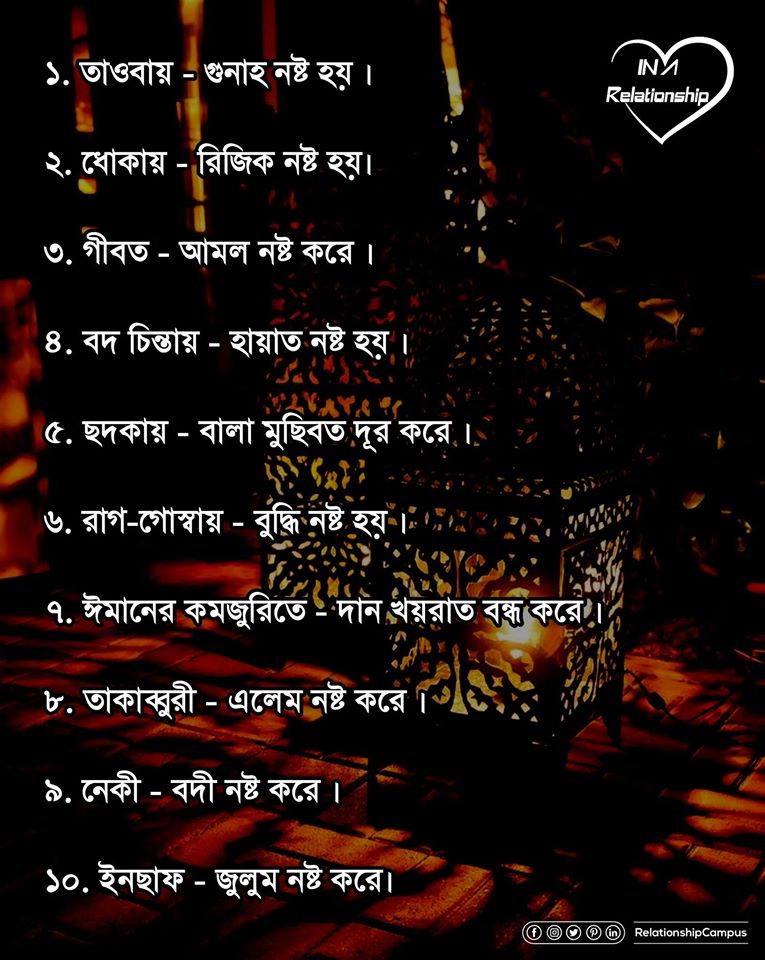 ১. তাওবায় - গুনাহ নষ্ট হয় ।
IN A
Relationship
২. ধোকায় - রিজিক নষ্ট হয়।
৩. গীবত - আমল নষ্ট করে ।
৪. বদ চিন্তায় - হায়াত নষ্ট হয় ।
৫. ছদকায় - বালা মুছিবত দূর করে ।
৬. রাগ-গোস্বায় - বুদ্ধি নষ্ট হয় ।
৭. ঈমানের কমজুরিতে - দান খয়রাত বন্ধ করে ।
৮. তাকাব্বুরী - এলেম নষ্ট করে ।
৯. নেকী - বদী নষ্ট করে ।
১০. ইনছাফ - জুলুম নষ্ট করে।
RelationshipCampus